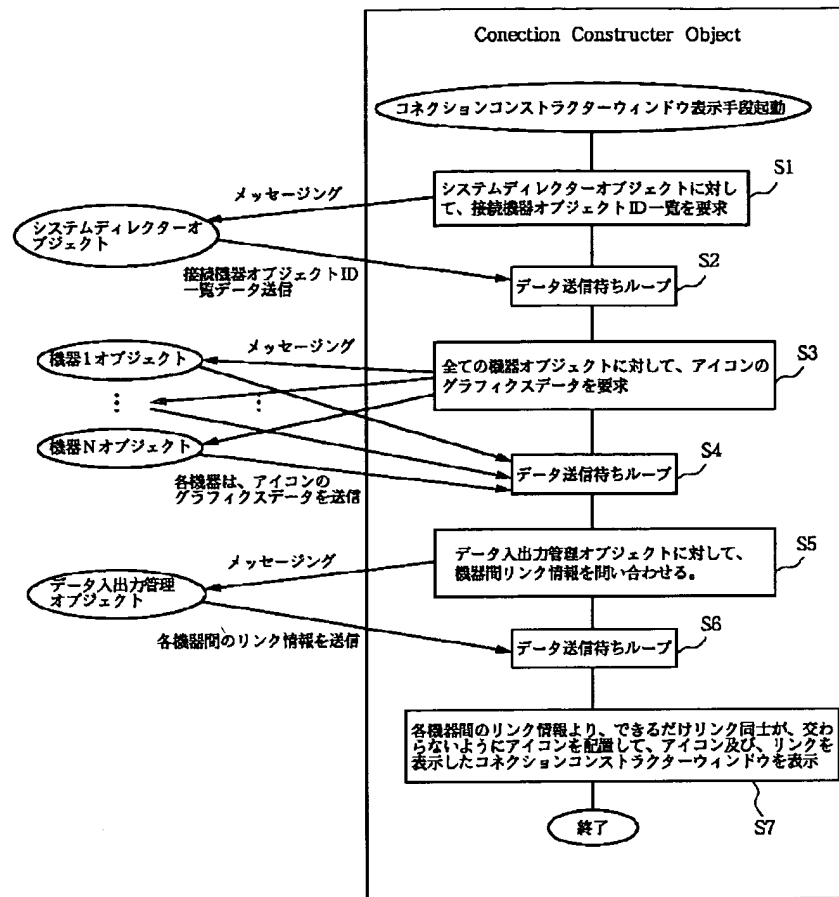 Conection Constructer Object
コネクションコンストラクターウィンドウ表示手段起動
S1
メッセージング
システムディレクターオブジェクトに対し
て、接続機器オブジェクトID一覧を要求
システムディレクターオ
ブジェクト
接続機器オブジェクトID
一覧データ送信
S2
データ送信待ちループ
S3
メッセージング
機器1オブジェクト
全ての機器オブジェクトに対して、アイコンの
グラフィクスデータを要求
機器Nオブジェクト
S4
データ送信待ちループ
各機器は、アイコンの
グラフィクスデータを送信
S5
メッセージング
データ入出力管理オブジェクトに対して、
機器間リンク情報を問い合わせる。
データ入出力管理
オブジェクト
S6
各機器間のリンク情報を送信
データ送信待ちループ
各機器間のリンク情報より、できるだけリンク同士が、交わ
らないようにアイコンを配置して、アイコン及び、リンクを
表示したコネクションコンストラクターウィンドウを表示
S7
終了